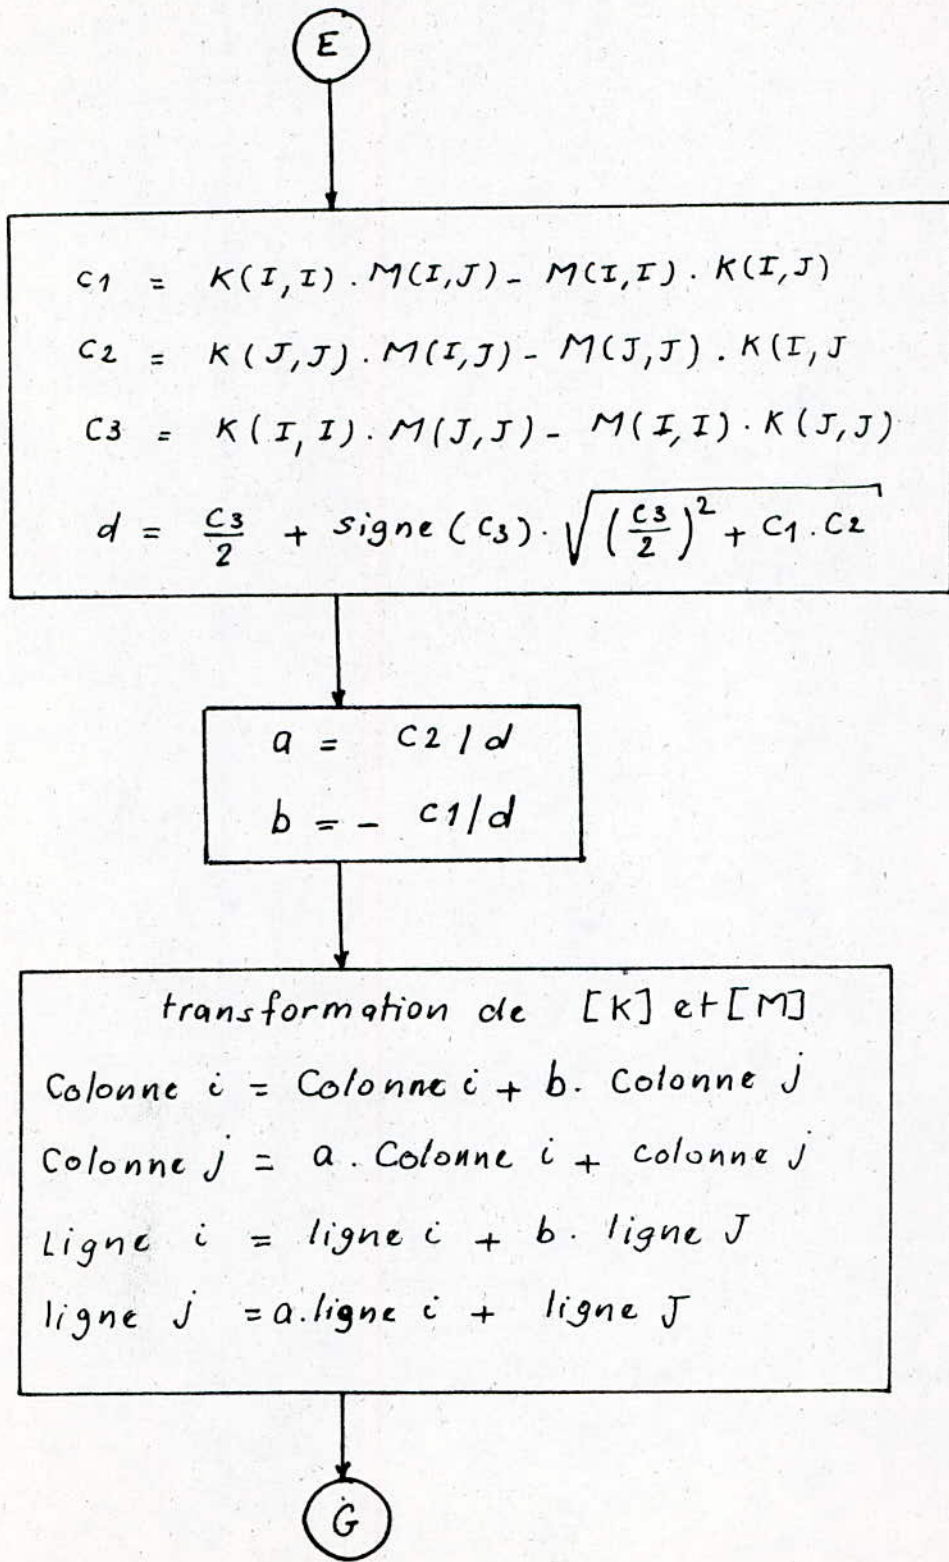 E
C1 = K(I,I) . M(I,J) - M(I,I) . K(I,J)
C2 = K(J,J) . M(I,J) - M(J,J) . K(I,J
C3 = K(I,I) . M(J,J) - M(I,I) . K(J,J)
d = C3/2 + signe (C3) . √((C3/2)² + C1 . C2)
a = C2 / d
b = - C1/d
transformation de [K] et [M]
Colonne i = Colonne i + b. Colonne j
Colonne j = a . Colonne i + colonne j
Ligne i = ligne i + b. ligne J
ligne j = a.ligne i + ligne J
G